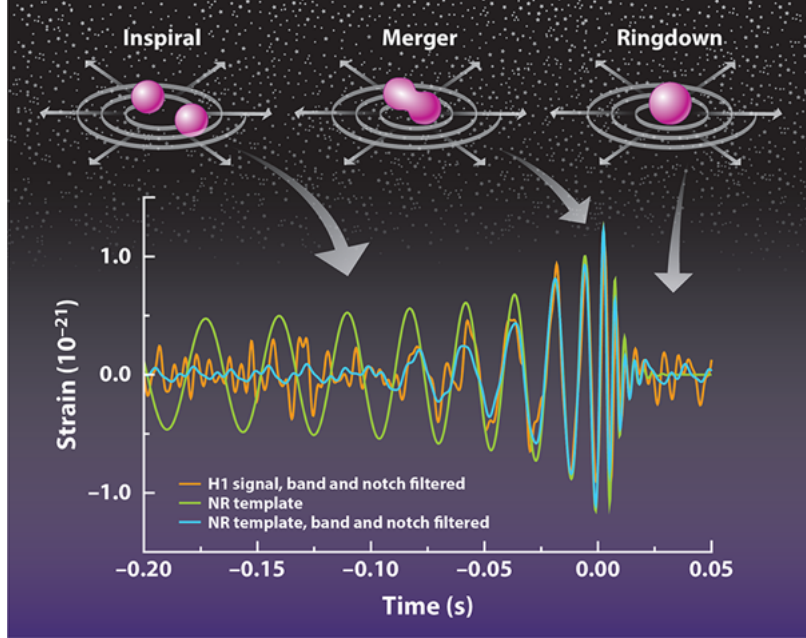 Inspiral
Merger
Ringdown
Strain (10⁻²¹)
1.0
0.0
–1.0
H1 signal, band and notch filtered
NR template
NR template, band and notch filtered
–0.20
–0.15
–0.10
–0.05
0.00
0.05
Time (s)